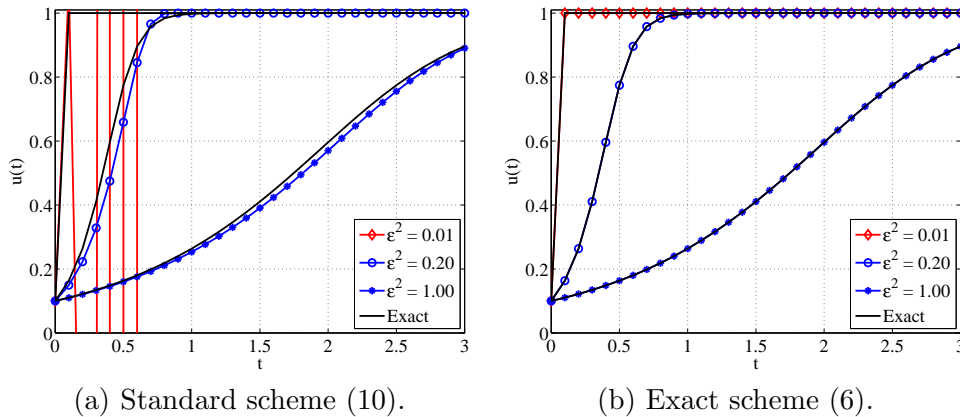 1
0.8
0.6
0.4
0.2
0
u(t)
0 0.5 1 1.5 2 2.5 3
t
ε² = 0.01
ε² = 0.20
ε² = 1.00
Exact
(a) Standard scheme (10).
1
0.8
0.6
0.4
0.2
0
u(t)
0 0.5 1 1.5 2 2.5 3
t
ε² = 0.01
ε² = 0.20
ε² = 1.00
Exact
(b) Exact scheme (6).